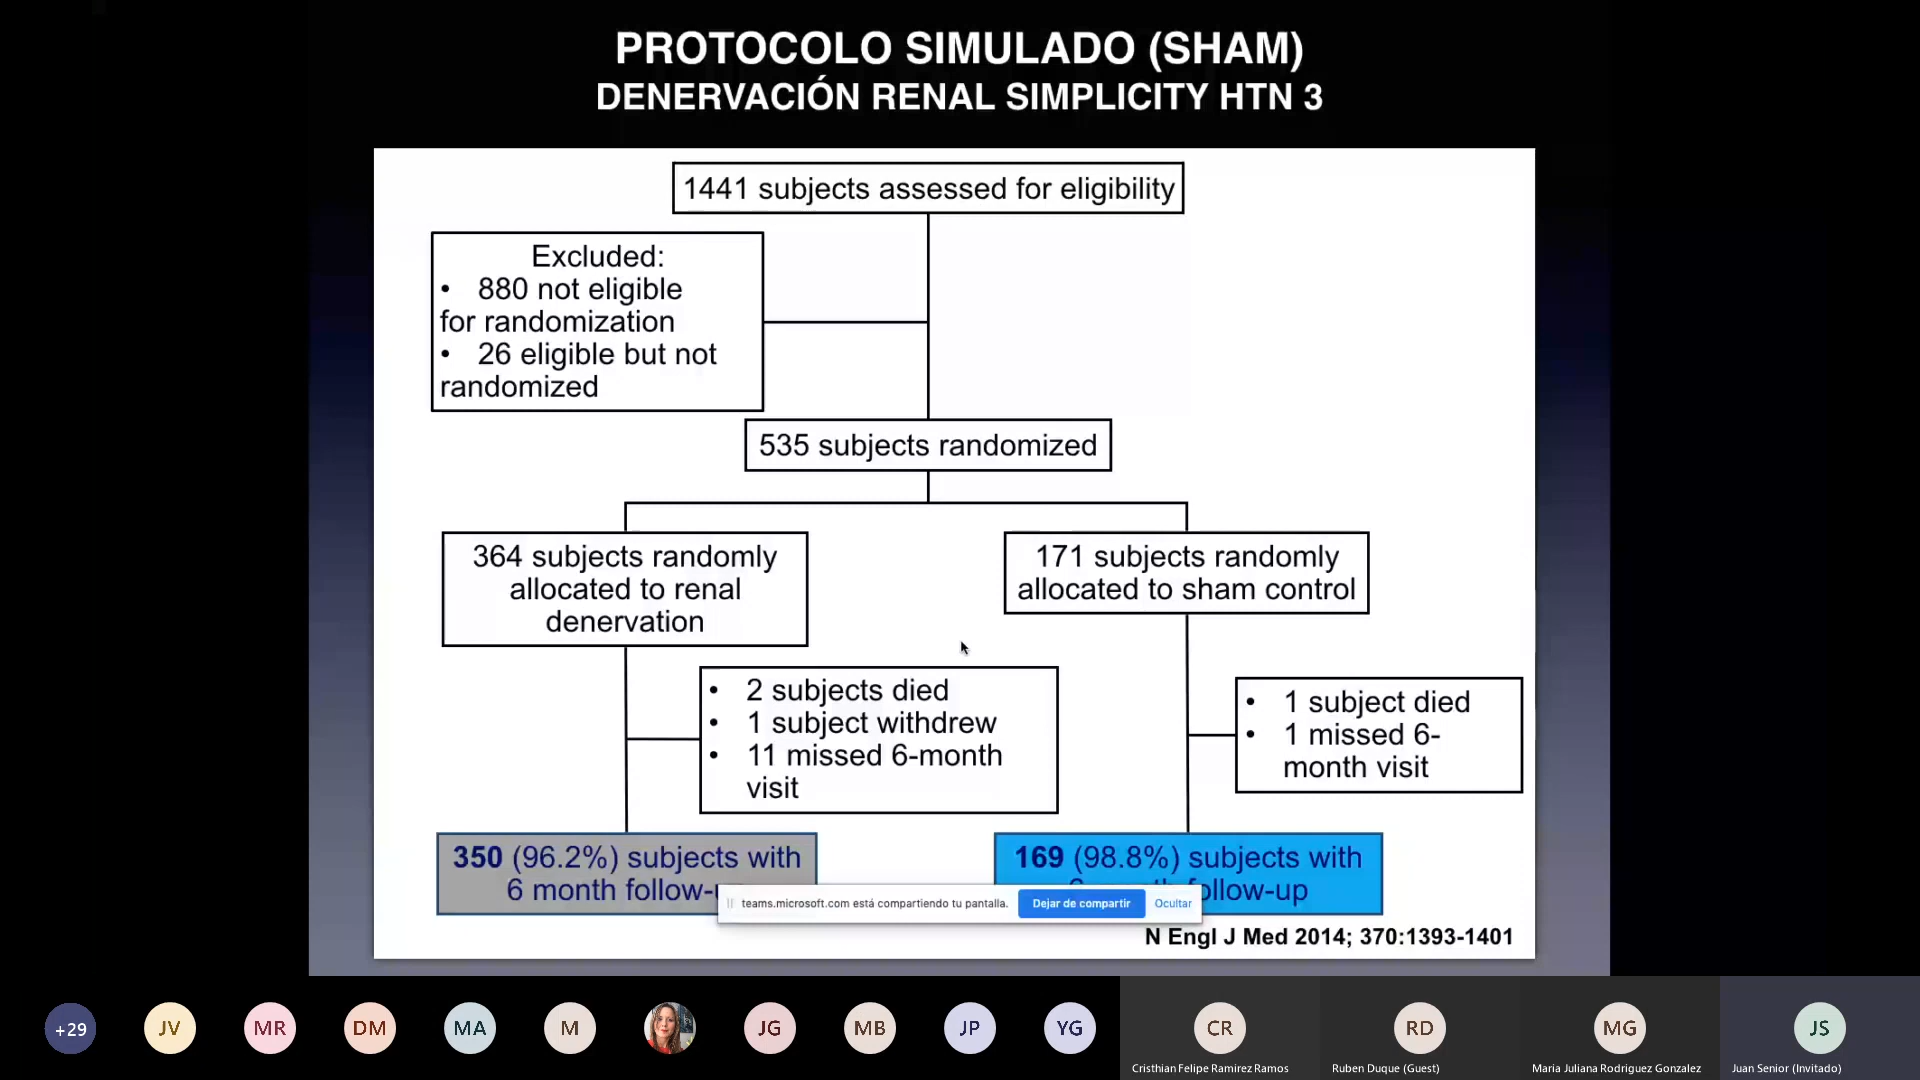 PROTOCOLO SIMULADO (SHAM)
DENERVACIÓN RENAL SIMPLICITY HTN 3
1441 subjects assessed for eligibility
Excluded:
• 880 not eligible
for randomization
• 26 eligible but not
randomized
535 subjects randomized
364 subjects randomly
allocated to renal
denervation
171 subjects randomly
allocated to sham control
• 2 subjects died
• 1 subject withdrew
• 11 missed 6-month
visit
• 1 subject died
• 1 missed 6-
month visit
350 (96.2%) subjects with
6 month follow-
169 (98.8%) subjects with
follow-up
teams.microsoft.com está compartiendo tu pantalla.
Dejar de compartir
Ocultar
N Engl J Med 2014; 370:1393-1401
+29
JV
MR
DM
MA
M
JG
MB
JP
YG
CR
RD
MG
JS
Cristhian Felipe Ramirez Ramos
Ruben Duque (Guest)
Maria Juliana Rodriguez Gonzalez
Juan Senior (Invitado)